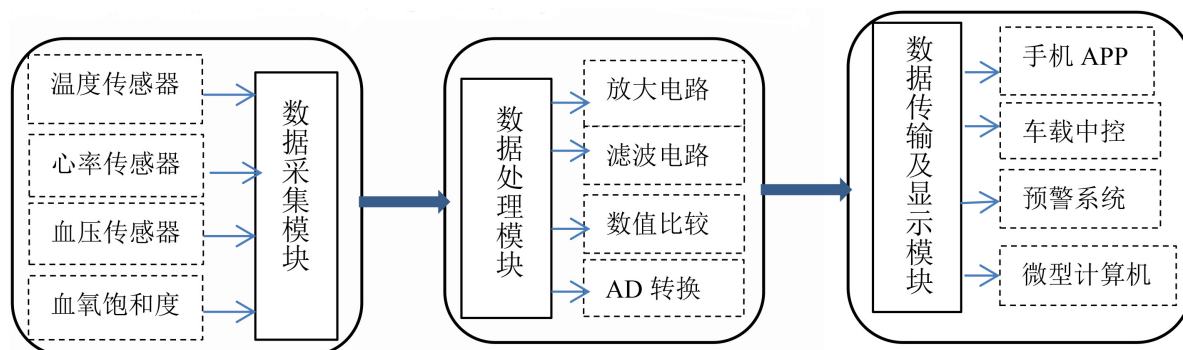 温度传感器
心率传感器
血压传感器
血氧饱和度
数据采集模块
数据处理模块
放大电路
滤波电路
数值比较
AD 转换
数据传输及显示模块
手机 APP
车载中控
预警系统
微型计算机